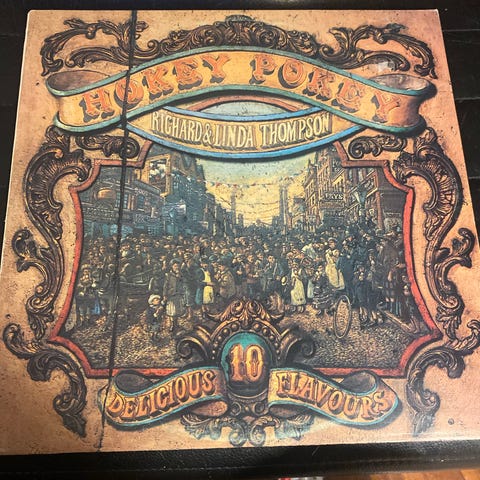 HOKEY POKEY
RICHARD & LINDA THOMPSON
10
DELICIOUS FLAVOURS